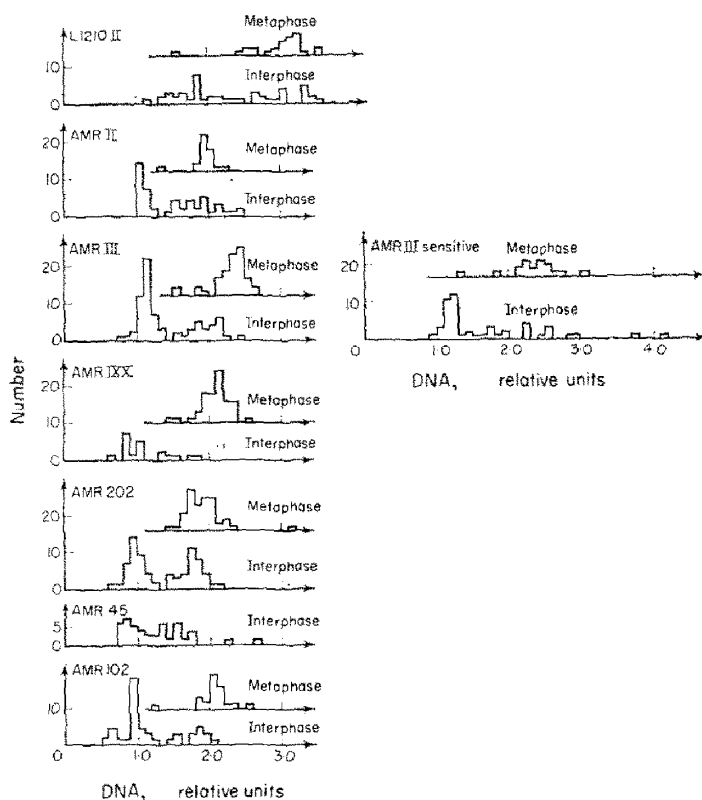 L1210 II
Metaphase
Interphase
10
0
AMR II
Metaphase
Interphase
20
10
0
AMR III
Metaphase
Interphase
20
10
0
AMR IXX
Metaphase
Interphase
20
10
0
AMR 202
Metaphase
Interphase
20
10
0
AMR 45
Interphase
5
0
AMR 102
Metaphase
Interphase
10
0
1.0
2.0
3.0
DNA, relative units
Number
AMR III sensitive
Metaphase
Interphase
20
10
0
1.0
2.0
3.0
4.0
DNA, relative units